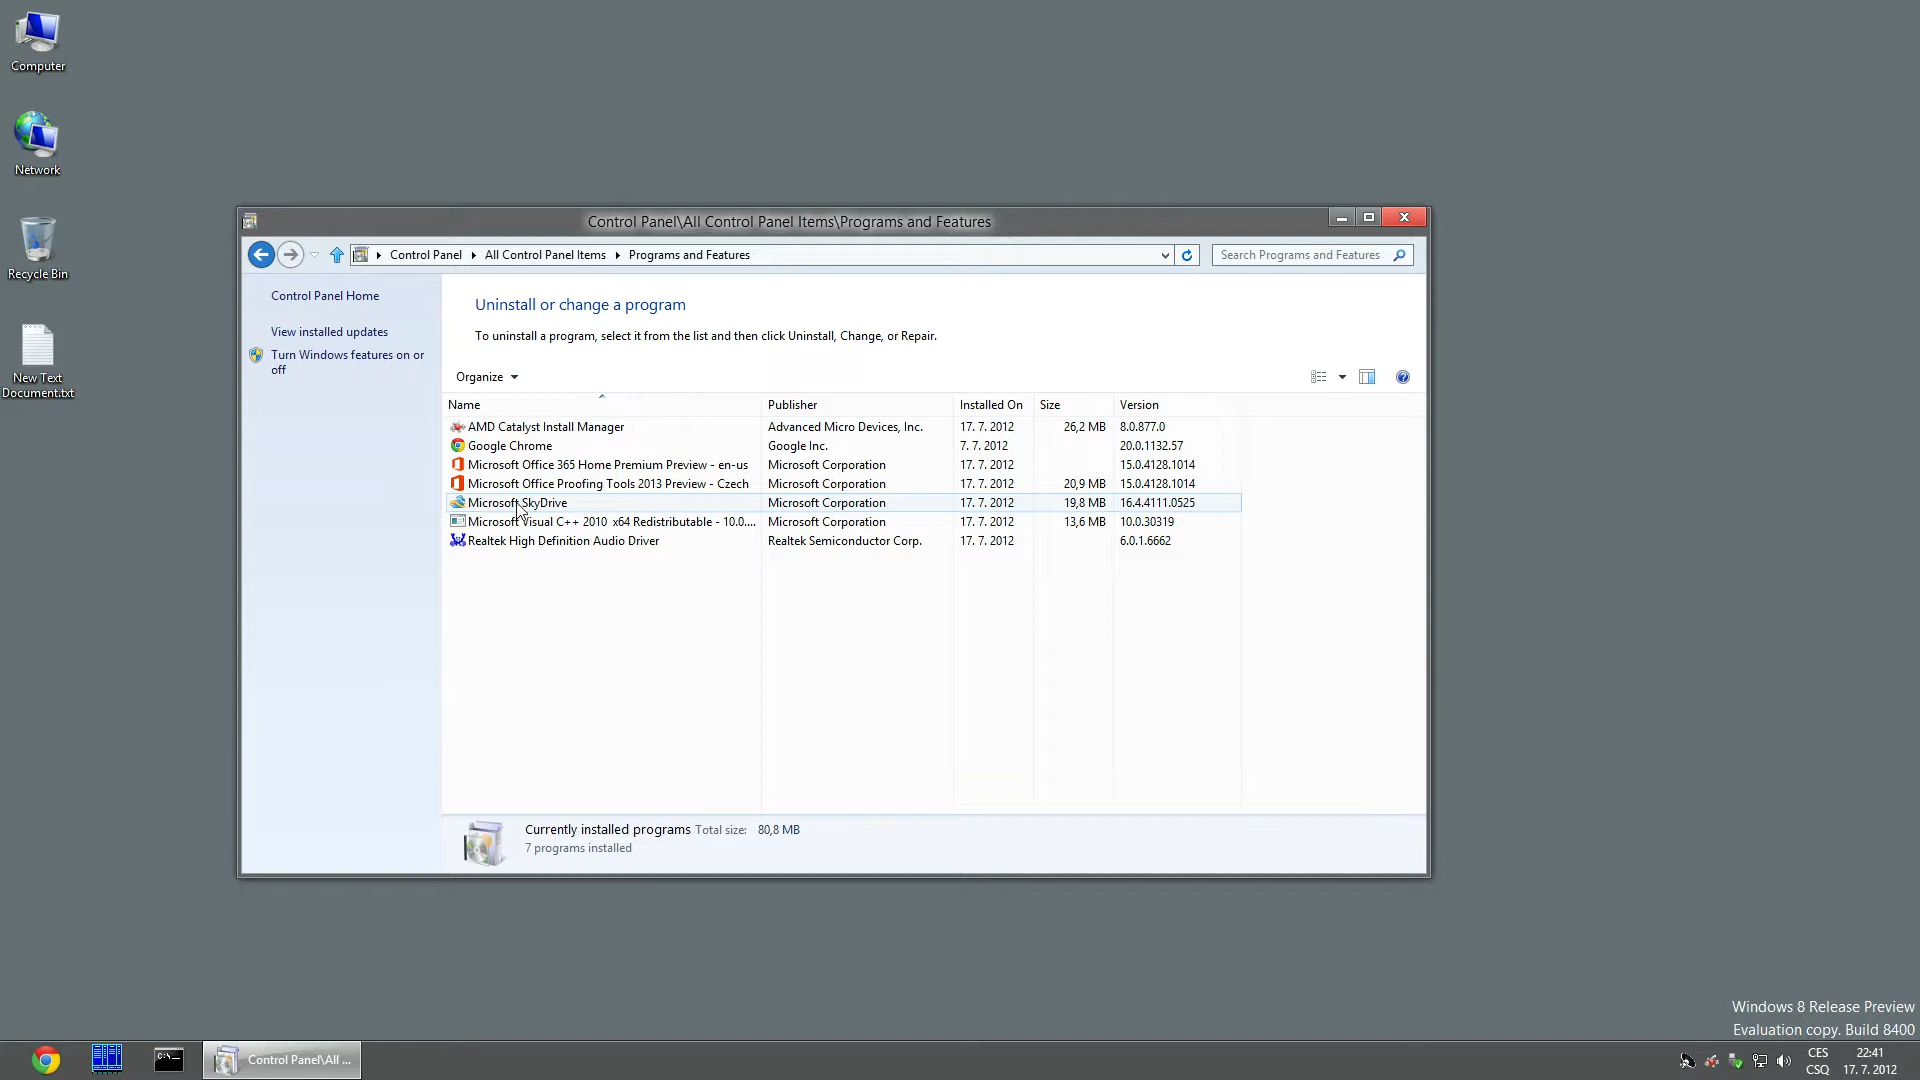 Computer
Network
Recycle Bin
New Text
Document.txt
Control Panel\All Control Panel Items\Programs and Features
Control Panel
All Control Panel Items
Programs and Features
Search Programs and Features
Control Panel Home
View installed updates
Turn Windows features on or
off
Uninstall or change a program
To uninstall a program, select it from the list and then click Uninstall, Change, or Repair.
Organize
Name Publisher Installed On Size Version
AMD Catalyst Install Manager Advanced Micro Devices, Inc. 17. 7. 2012 26,2 MB 8.0.877.0
Google Chrome Google Inc. 7. 7. 2012 20.0.1132.57
Microsoft Office 365 Home Premium Preview - en-us Microsoft Corporation 17. 7. 2012 15.0.4128.1014
Microsoft Office Proofing Tools 2013 Preview - Czech Microsoft Corporation 17. 7. 2012 20,9 MB 15.0.4128.1014
Microsoft SkyDrive Microsoft Corporation 17. 7. 2012 19,8 MB 16.4.4111.0525
Microsoft Visual C++ 2010 x64 Redistributable - 10.0.... Microsoft Corporation 17. 7. 2012 13,6 MB 10.0.30319
Realtek High Definition Audio Driver Realtek Semiconductor Corp. 17. 7. 2012 6.0.1.6662
Currently installed programs Total size: 80,8 MB
7 programs installed
Windows 8 Release Preview
Evaluation copy. Build 8400
C:\_
Control Panel\All ...
CES 22:41
CSQ 17. 7. 2012